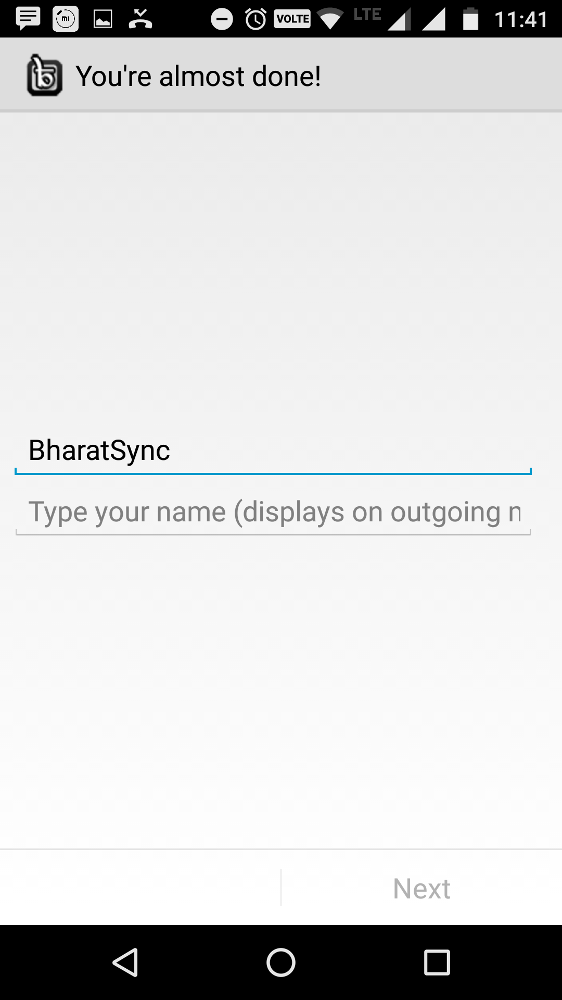 VOLTE LTE 11:41
You're almost done!
BharatSync
Type your name (displays on outgoing n
Next